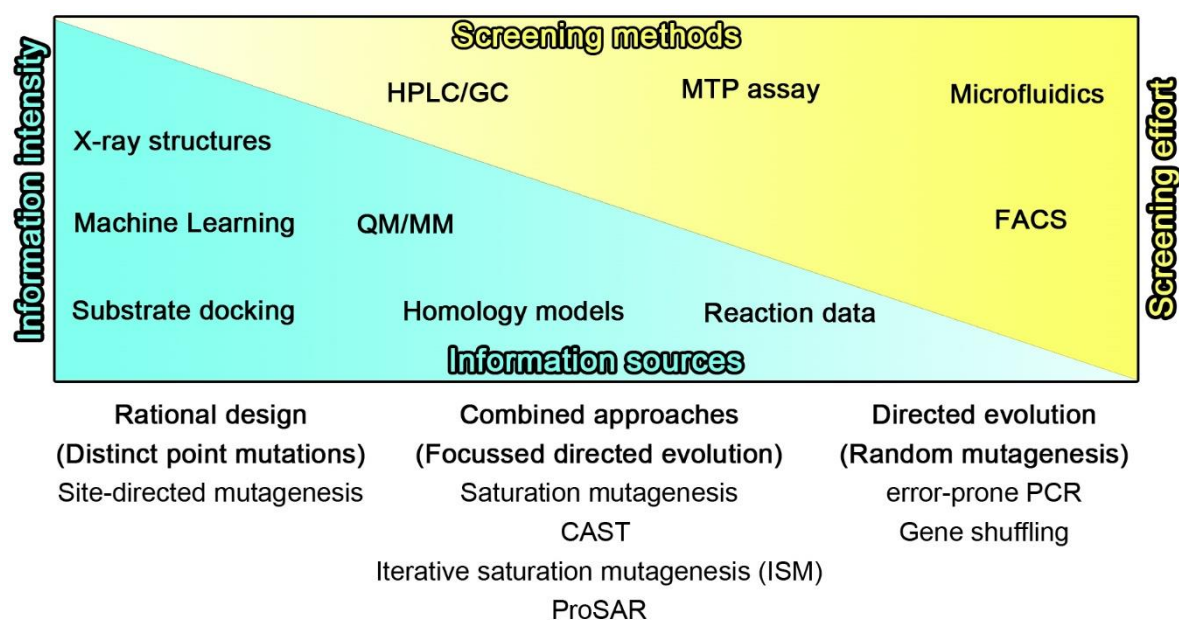 Screening methods
HPLC/GC
MTP assay
Microfluidics
Information intensity
X-ray structures
Screening effort
Machine Learning
QM/MM
FACS
Substrate docking
Homology models
Reaction data
Information sources
Rational design
(Distinct point mutations)
Site-directed mutagenesis
Combined approaches
(Focussed directed evolution)
Saturation mutagenesis
CAST
Iterative saturation mutagenesis (ISM)
ProSAR
Directed evolution
(Random mutagenesis)
error-prone PCR
Gene shuffling